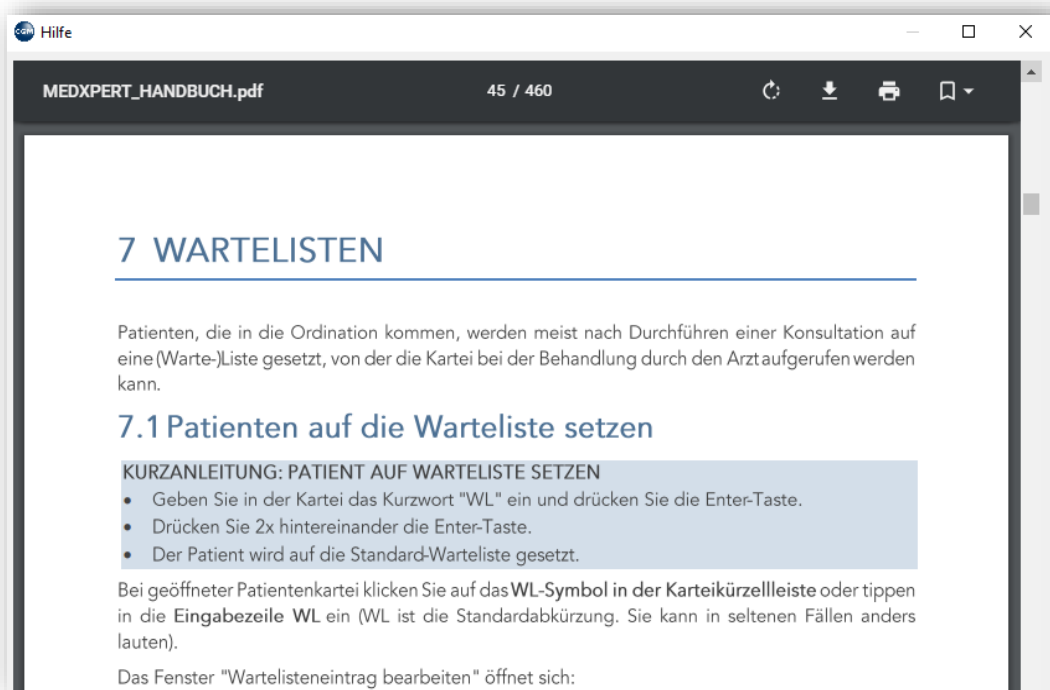 CGM Hilfe
MEDXPERT_HANDBUCH.pdf 45 / 460
7 WARTELISTEN
Patienten, die in die Ordination kommen, werden meist nach Durchführen einer Konsultation auf
eine (Warte-)Liste gesetzt, von der die Kartei bei der Behandlung durch den Arzt aufgerufen werden
kann.
7.1 Patienten auf die Warteliste setzen
KURZANLEITUNG: PATIENT AUF WARTELISTE SETZEN
• Geben Sie in der Kartei das Kurzwort "WL" ein und drücken Sie die Enter-Taste.
• Drücken Sie 2x hintereinander die Enter-Taste.
• Der Patient wird auf die Standard-Warteliste gesetzt.
Bei geöffneter Patientenkartei klicken Sie auf das WL-Symbol in der Karteikürzellleiste oder tippen
in die Eingabezeile WL ein (WL ist die Standardabkürzung. Sie kann in seltenen Fällen anders
lauten).
Das Fenster "Wartelisteneintrag bearbeiten" öffnet sich: